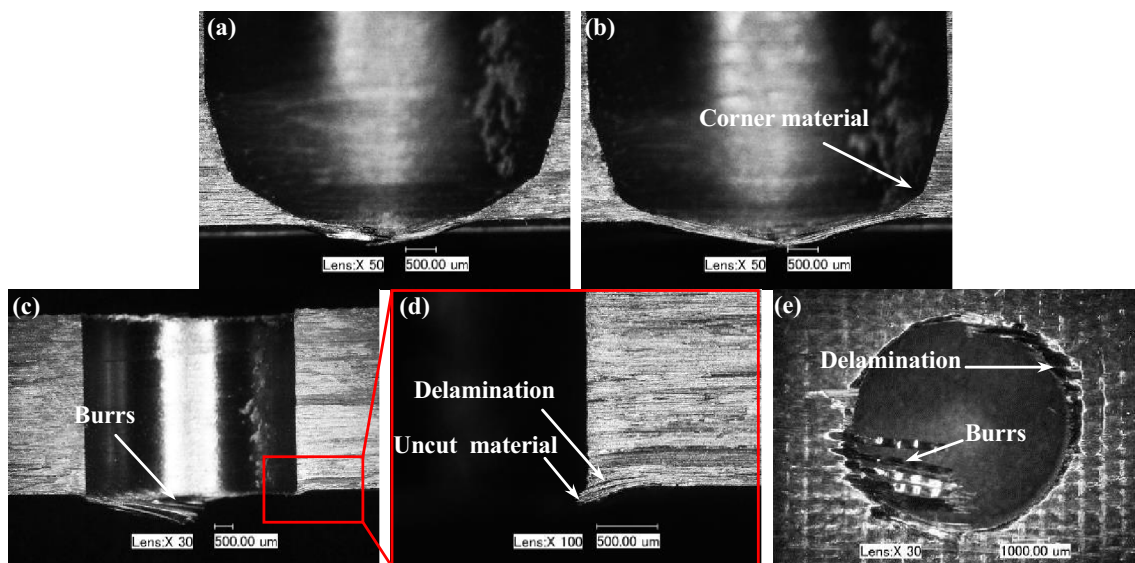 (a)
Lens:X 50
500.00 um
(b)
Corner material
Lens:X 50
500.00 um
(c)
Burrs
Lens:X 30
500.00 um
(d)
Delamination
Uncut material
Lens:X 100
500.00 um
(e)
Delamination
Burrs
Lens:X 30
1000.00 um